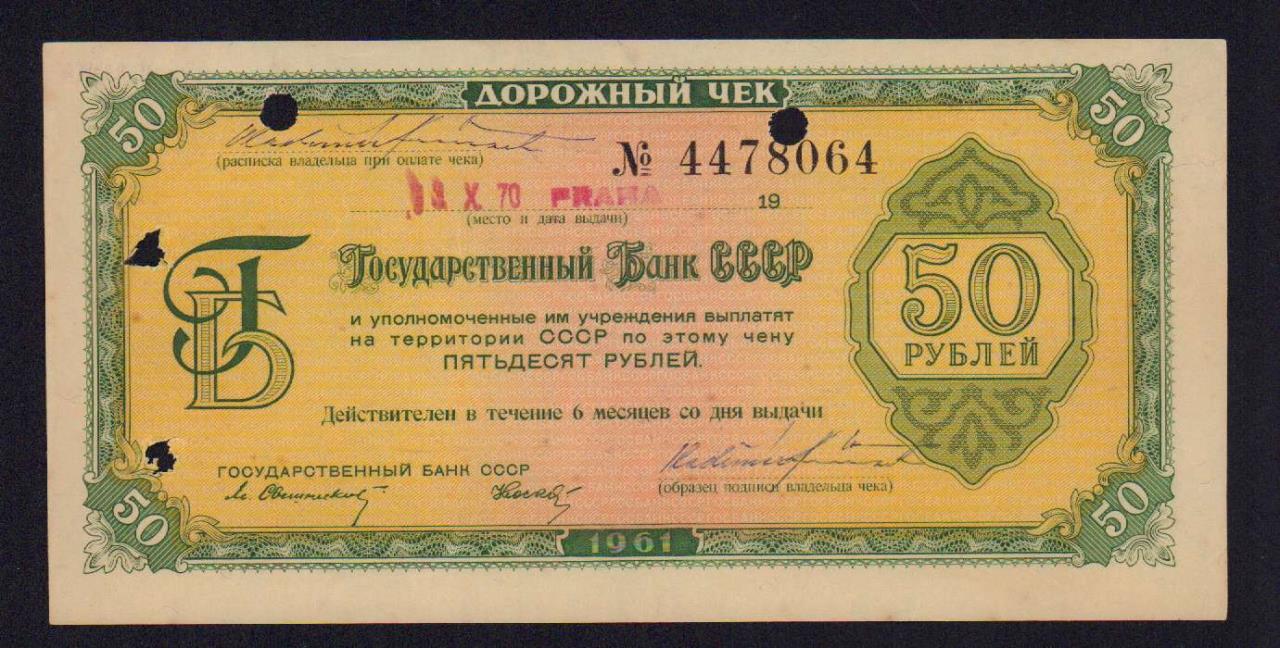 ДОРОЖНЫЙ ЧЕК
50
50
(расписка владельца при оплате чека)
№ 4478064
X 70 PRAHA 19
(место и дата выдачи)
ГБ
Государственный Банк СССР
и уполномоченные им учреждения выплатят
на территории СССР по этому чеку
ПЯТЬДЕСЯТ РУБЛЕЙ.
50
РУБЛЕЙ
Действителен в течение 6 месяцев со дня выдачи
ГОСУДАРСТВЕННЫЙ БАНК СССР
(образец подписи владельца чека)
50
50
1961